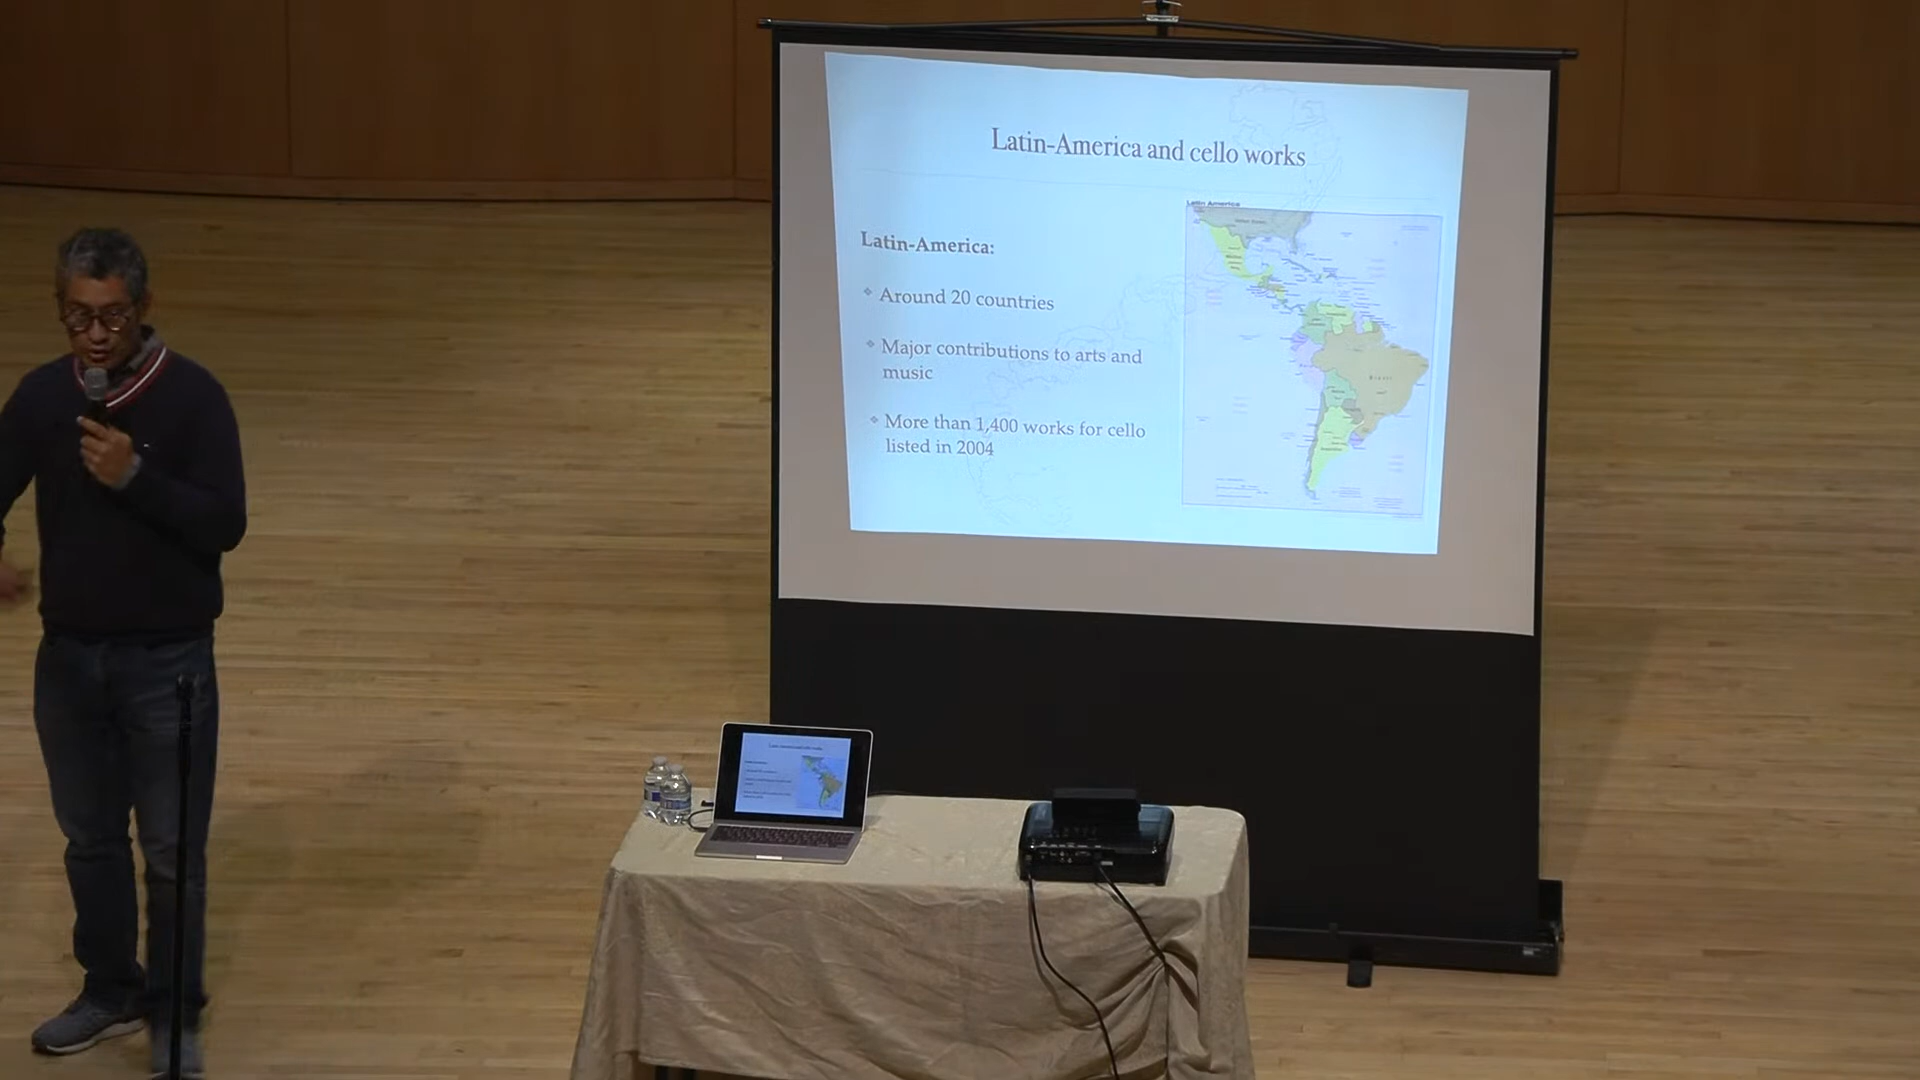 Latin-America and cello works
Latin America
Latin-America:
Around 20 countries
Major contributions to arts and
music
More than 1,400 works for cello
listed in 2004
Brazil